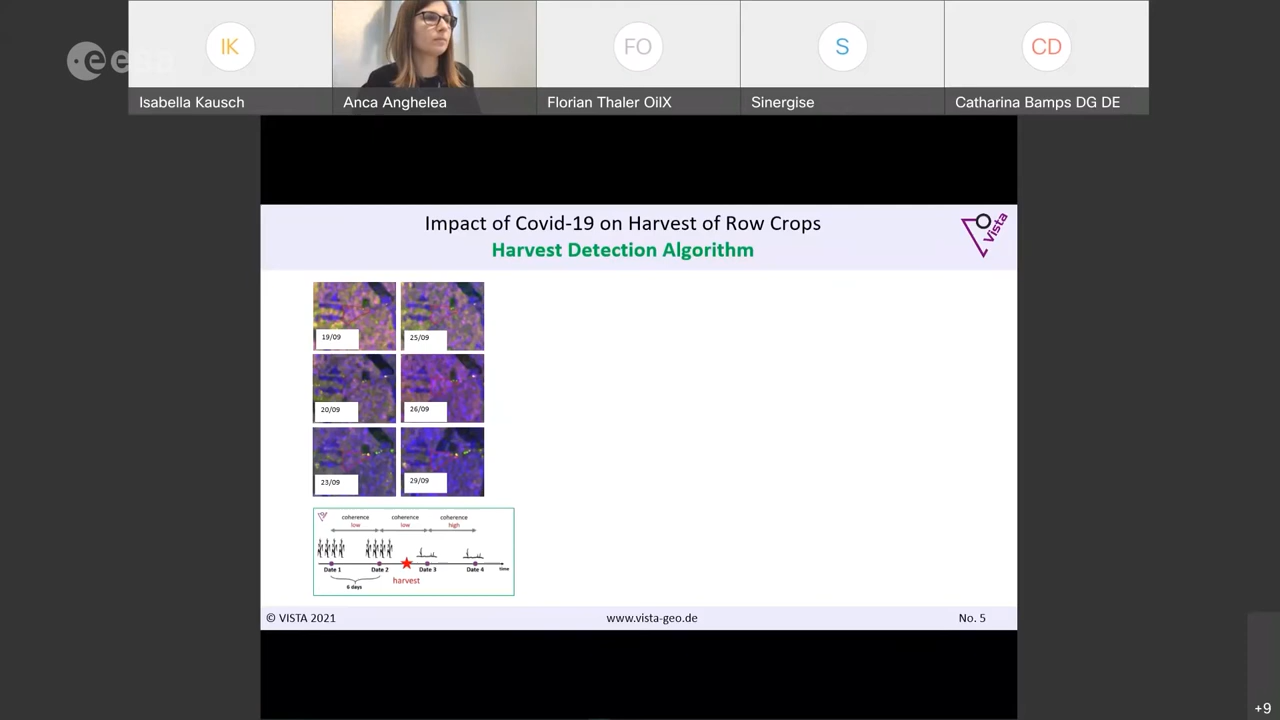 IK
FO
S
CD
esa
Isabella Kausch
Anca Anghelea
Florian Thaler OilX
Sinergise
Catharina Bamps DG DE
Impact of Covid-19 on Harvest of Row Crops
Harvest Detection Algorithm
Vista
19/09
25/09
20/09
26/09
23/09
29/09
coherence
low
coherence
low
coherence
high
Date 1
Date 2
Date 3
Date 4
time
harvest
6 days
© VISTA 2021
www.vista-geo.de
No. 5
+9